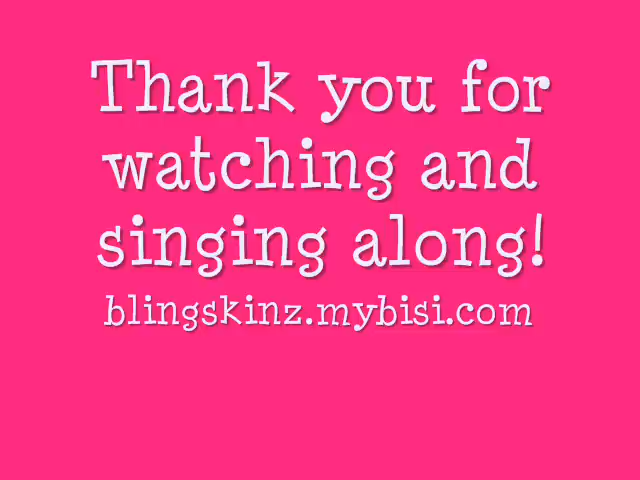 Thank you for
watching and
singing along!
blingskinz.mybisi.com